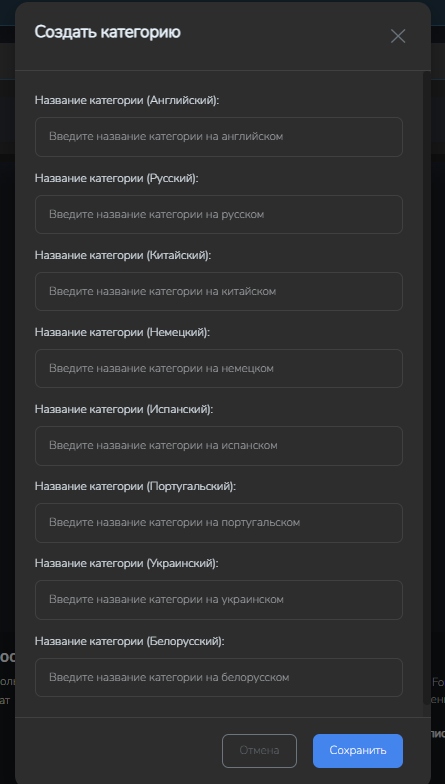 Создать категорию
Название категории (Английский):
Введите название категории на английском
Название категории (Русский):
Введите название категории на русском
Название категории (Китайский):
Введите название категории на китайском
Название категории (Немецкий):
Введите название категории на немецком
Название категории (Испанский):
Введите название категории на испанском
Название категории (Португальский):
Введите название категории на португальском
Название категории (Украинский):
Введите название категории на украинском
Название категории (Белорусский):
Введите название категории на белорусском
Отмена
Сохранить